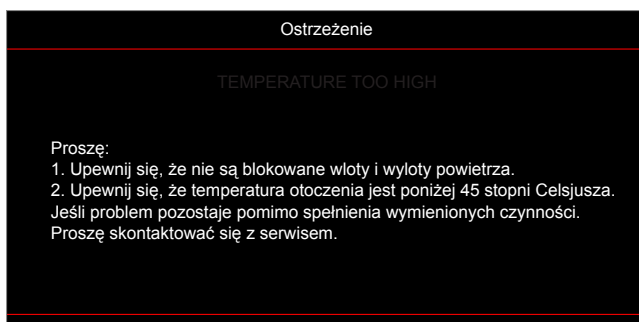 Ostrzeżenie
TEMPERATURE TOO HIGH
Proszę:
1. Upewnij się, że nie są blokowane wloty i wyloty powietrza.
2. Upewnij się, że temperatura otoczenia jest poniżej 45 stopni Celsjusza.
Jeśli problem pozostaje pomimo spełnienia wymienionych czynności.
Proszę skontaktować się z serwisem.